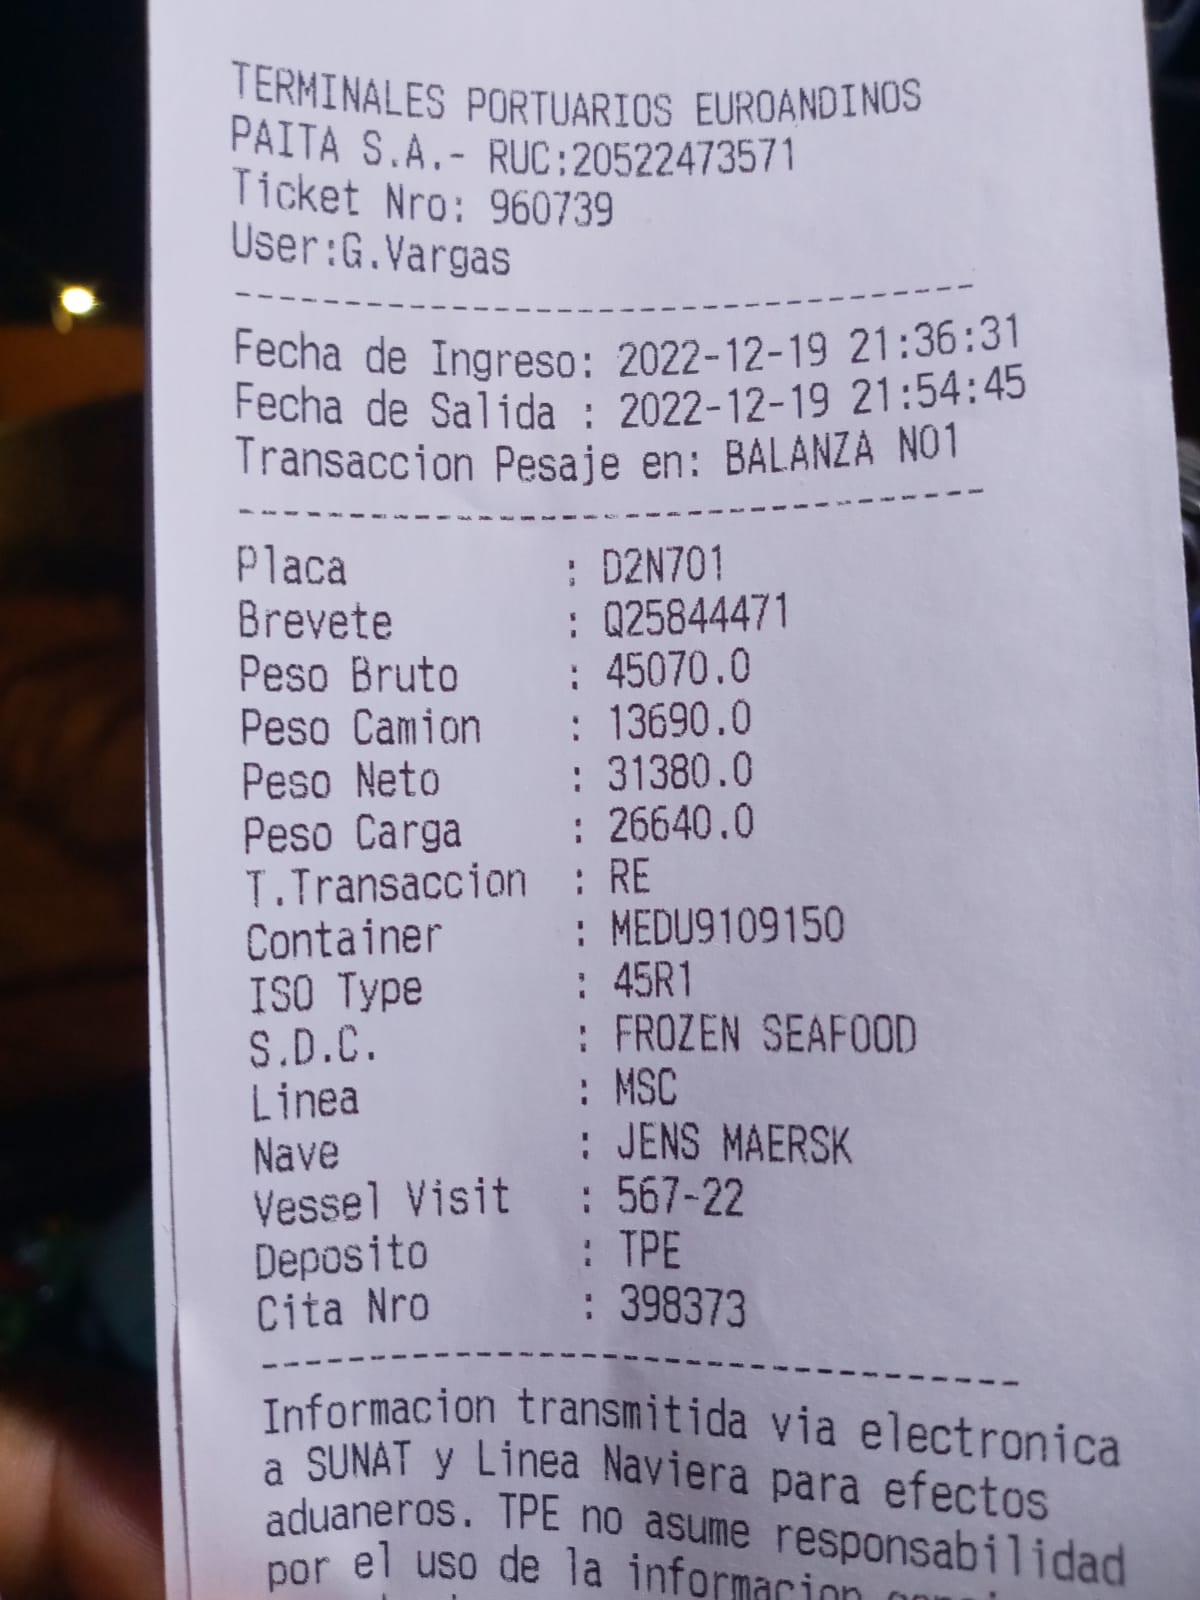 TERMINALES PORTUARIOS EUROANDINOS
PAITA S.A.- RUC:20522473571
Ticket Nro: 960739
User:G.Vargas
Fecha de Ingreso: 2022-12-19 21:36:31
Fecha de Salida : 2022-12-19 21:54:45
Transaccion Pesaje en: BALANZA NO1
Placa : D2N701
Brevete : Q25844471
Peso Bruto : 45070.0
Peso Camion : 13690.0
Peso Neto : 31380.0
Peso Carga : 26640.0
T.Transaccion : RE
Container : MEDU9109150
ISO Type : 45R1
S.D.C. : FROZEN SEAFOOD
Linea : MSC
Nave : JENS MAERSK
Vessel Visit : 567-22
Deposito : TPE
Cita Nro : 398373
Informacion transmitida via electronica
a SUNAT y Linea Naviera para efectos
aduaneros. TPE no asume responsabilidad
por el uso de la informacion